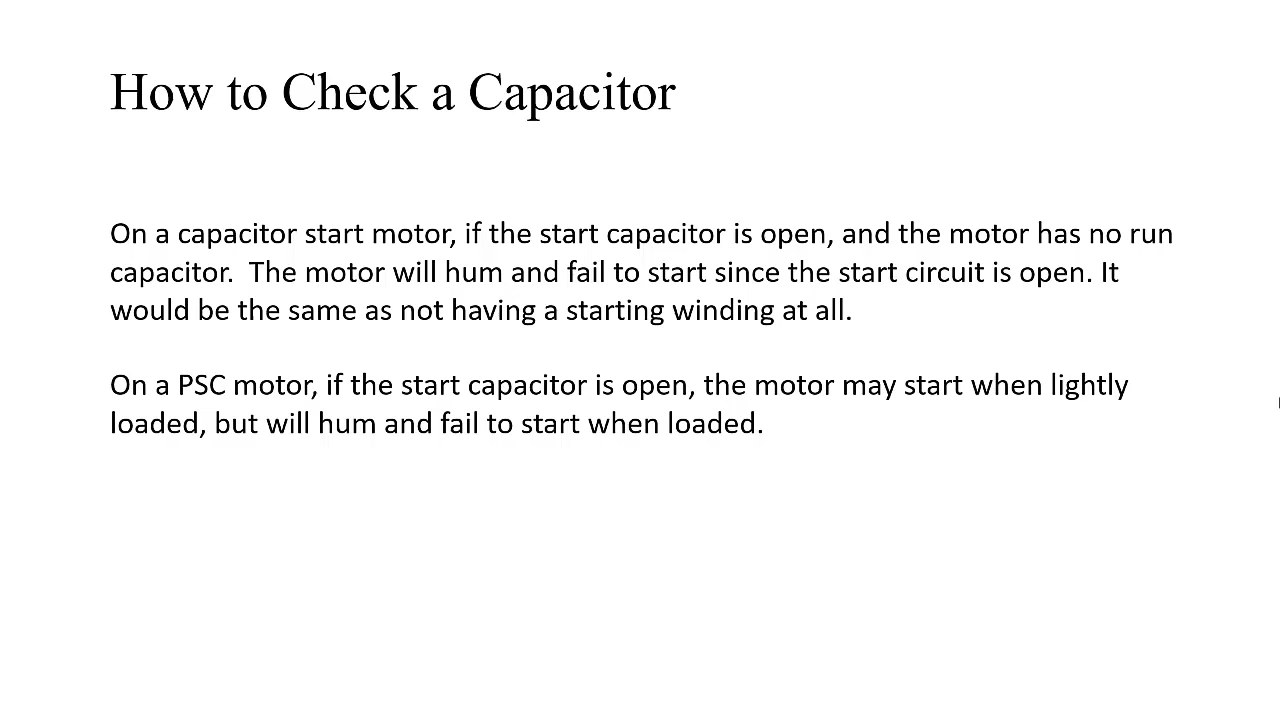 How to Check a Capacitor
On a capacitor start motor, if the start capacitor is open, and the motor has no run
capacitor.  The motor will hum and fail to start since the start circuit is open. It
would be the same as not having a starting winding at all.
On a PSC motor, if the start capacitor is open, the motor may start when lightly
loaded, but will hum and fail to start when loaded.